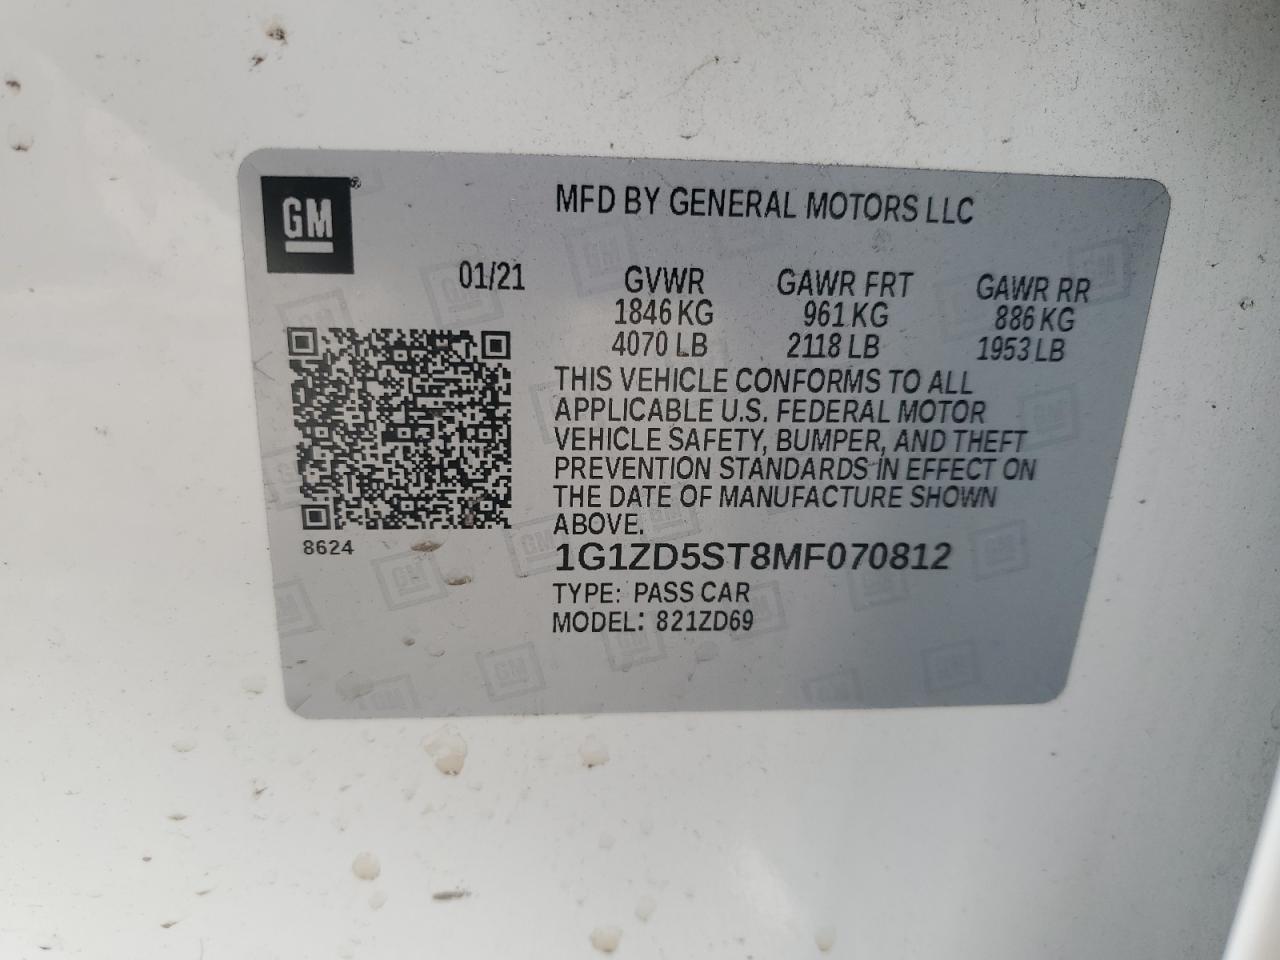 GM®
MFD BY GENERAL MOTORS LLC
01/21 GVWR GAWR FRT GAWR RR
1846 KG 961 KG 886 KG
4070 LB 2118 LB 1953 LB
THIS VEHICLE CONFORMS TO ALL
APPLICABLE U.S. FEDERAL MOTOR
VEHICLE SAFETY, BUMPER, AND THEFT
PREVENTION STANDARDS IN EFFECT ON
THE DATE OF MANUFACTURE SHOWN
ABOVE.
8624
1G1ZD5ST8MF070812
TYPE: PASS CAR
MODEL: 821ZD69